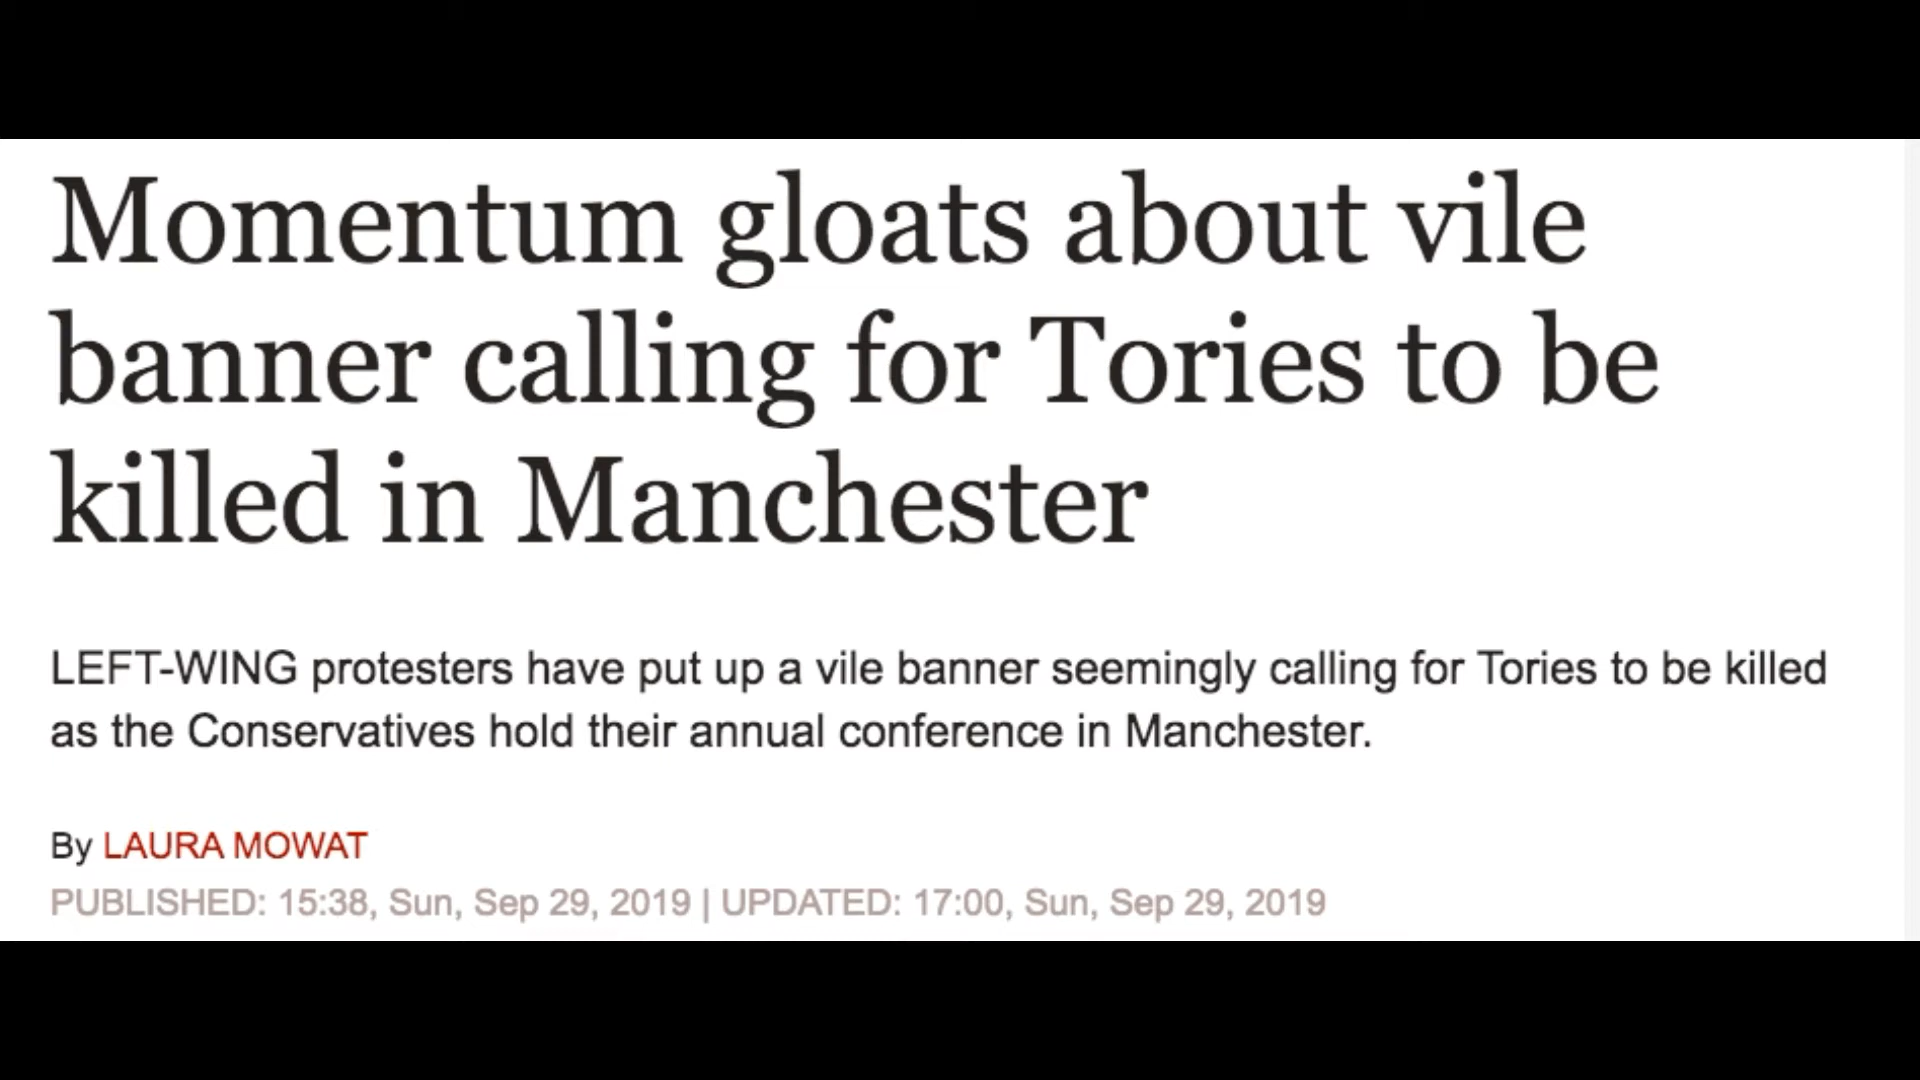 Momentum gloats about vile
banner calling for Tories to be
killed in Manchester
LEFT-WING protesters have put up a vile banner seemingly calling for Tories to be killed
as the Conservatives hold their annual conference in Manchester.
By LAURA MOWAT
PUBLISHED: 15:38, Sun, Sep 29, 2019 | UPDATED: 17:00, Sun, Sep 29, 2019